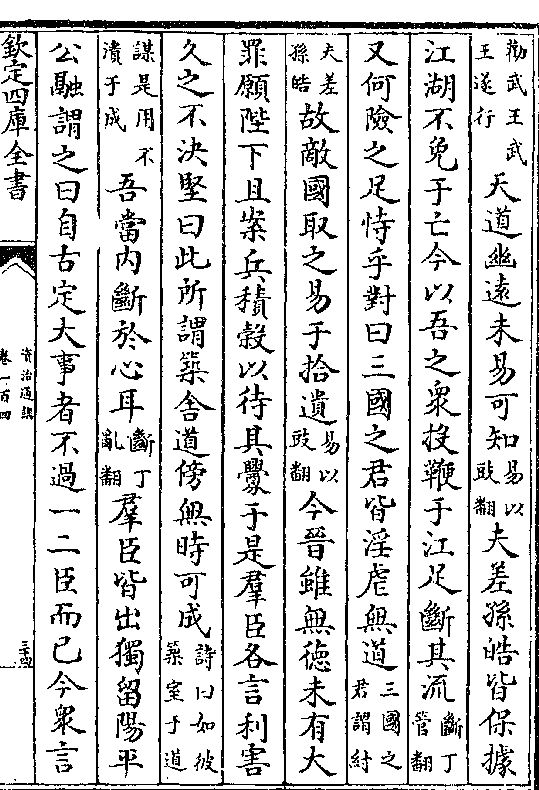 勸武王武王遂行天道幽遠未易可知易以豉翻夫差孫皓皆保據
江湖不免于亡今以吾之衆投鞭于江足斷其流斷丁管翻
又何險之足恃乎對曰三國之君皆淫虐無道三國之君謂紂
夫差孫皓故敵國取之易于拾遺易以豉翻今晉雖無徳未有大
罪願陛下且案兵積穀以待其釁于是羣臣各言利害
久之不決堅曰此所謂築舍道傍無時可成詩曰如彼築室于道
謀是用不潰于成吾當内斷於心耳斷丁亂翻羣臣皆出獨留陽平
公融謂之曰自古定大事者不過一二臣而已今衆言
欽定四庫全書
資治通鑑
卷一百四
三十四